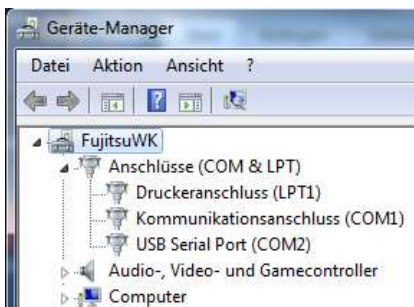 Geräte-Manager
Datei Aktion Ansicht ?
FujitsuWK
Anschlüsse (COM & LPT)
Druckeranschluss (LPT1)
Kommunikationsanschluss (COM1)
USB Serial Port (COM2)
Audio-, Video- und Gamecontroller
Computer